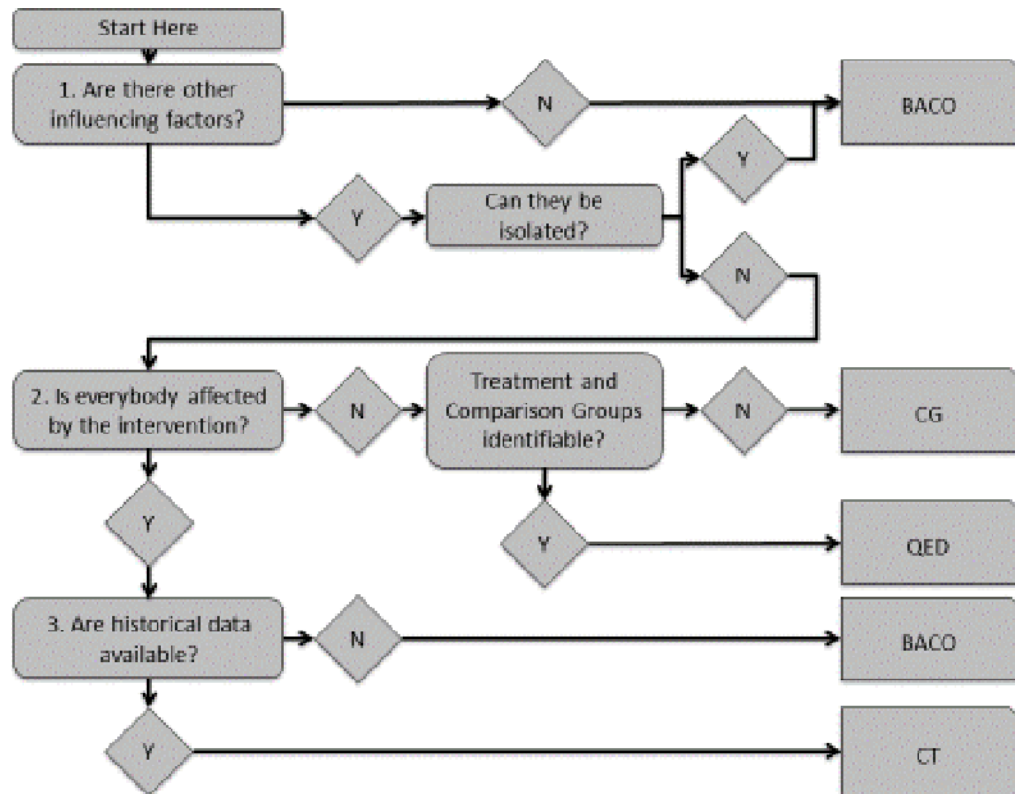 Start Here
1. Are there other
influencing factors?
N
BACO
Y
Y
Can they be
isolated?
N
2. Is everybody affected
by the intervention?
N
Treatment and
Comparison Groups
identifiable?
N
CG
Y
Y
QED
3. Are historical data
available?
N
BACO
Y
CT